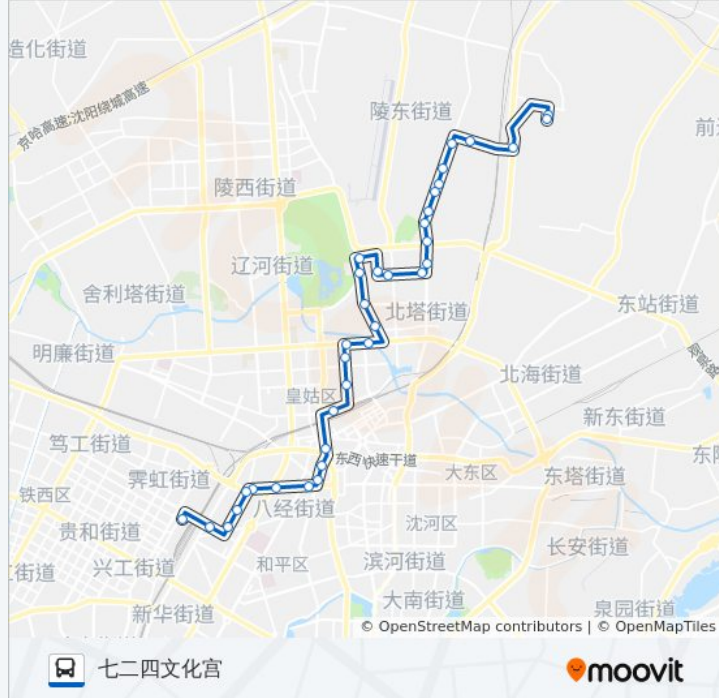 造化街道
京哈高速;沈阳绕城高速
陵东街道
陵西街道
辽河街道
舍利塔街道
东站街道
北塔街道
明廉街道
北海街道
皇姑区
新东街道
笃工街道
东西快速干道
霁虹街道
大东区
东塔街道
铁西区
八经街道
沈河区
贵和街道
长安街道
兴工街道
和平区
滨河街道
大南街道
新华街道
泉园街道
© OpenStreetMap contributors | © OpenMapTiles
七二四文化宫
moovit